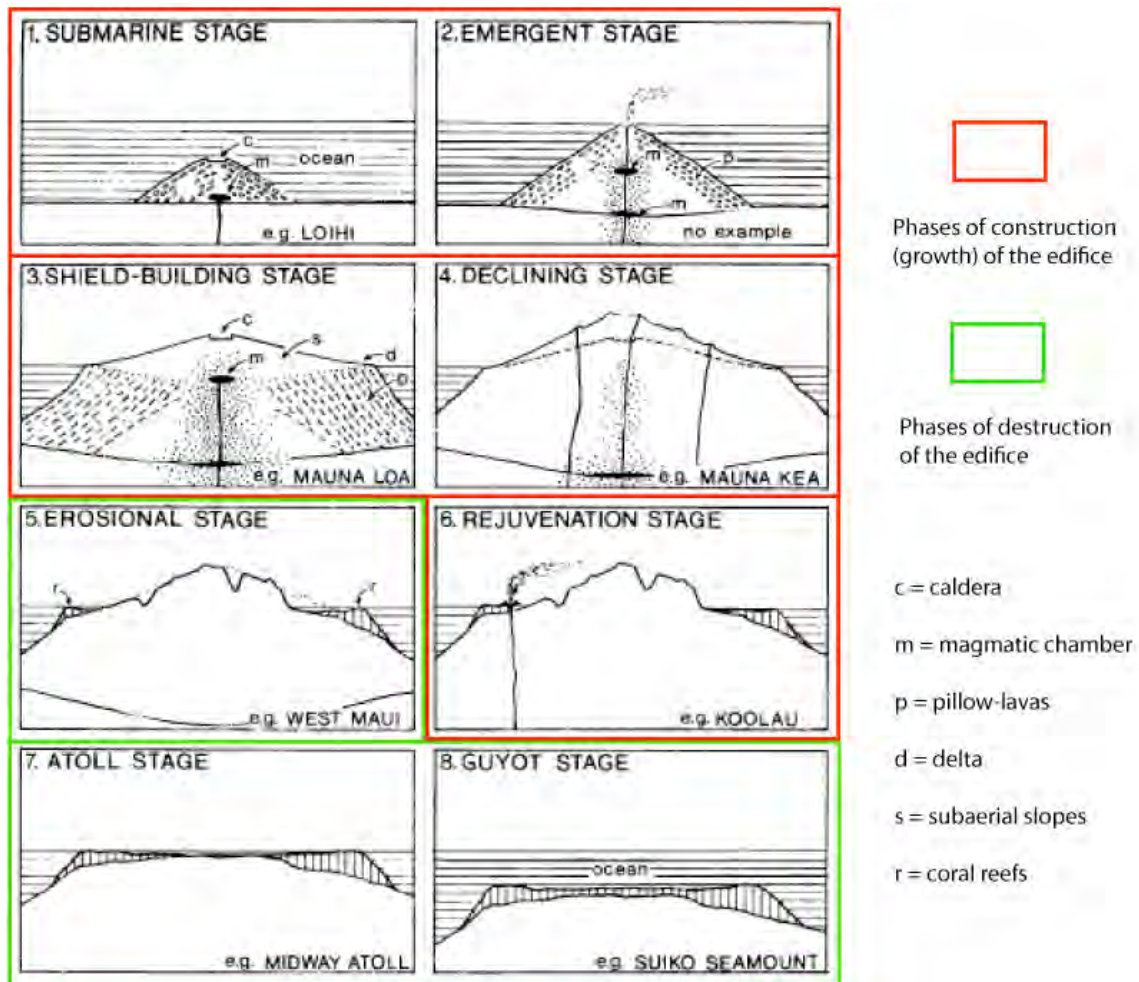 1. SUBMARINE STAGE
c
m
ocean
e.g. LOIHI
2. EMERGENT STAGE
m
p
m
no example
3. SHIELD-BUILDING STAGE
c
s
m
d
p
e.g. MAUNA LOA
4. DECLINING STAGE
e.g. MAUNA KEA
5. EROSIONAL STAGE
r
r
e.g. WEST MAUI
6. REJUVENATION STAGE
e.g. KOOLAU
7. ATOLL STAGE
e.g. MIDWAY ATOLL
8. GUYOT STAGE
ocean
e.g. SUIKO SEAMOUNT
Phases of construction
(growth) of the edifice
Phases of destruction
of the edifice
c = caldera
m = magmatic chamber
p = pillow-lavas
d = delta
s = subaerial slopes
r = coral reefs